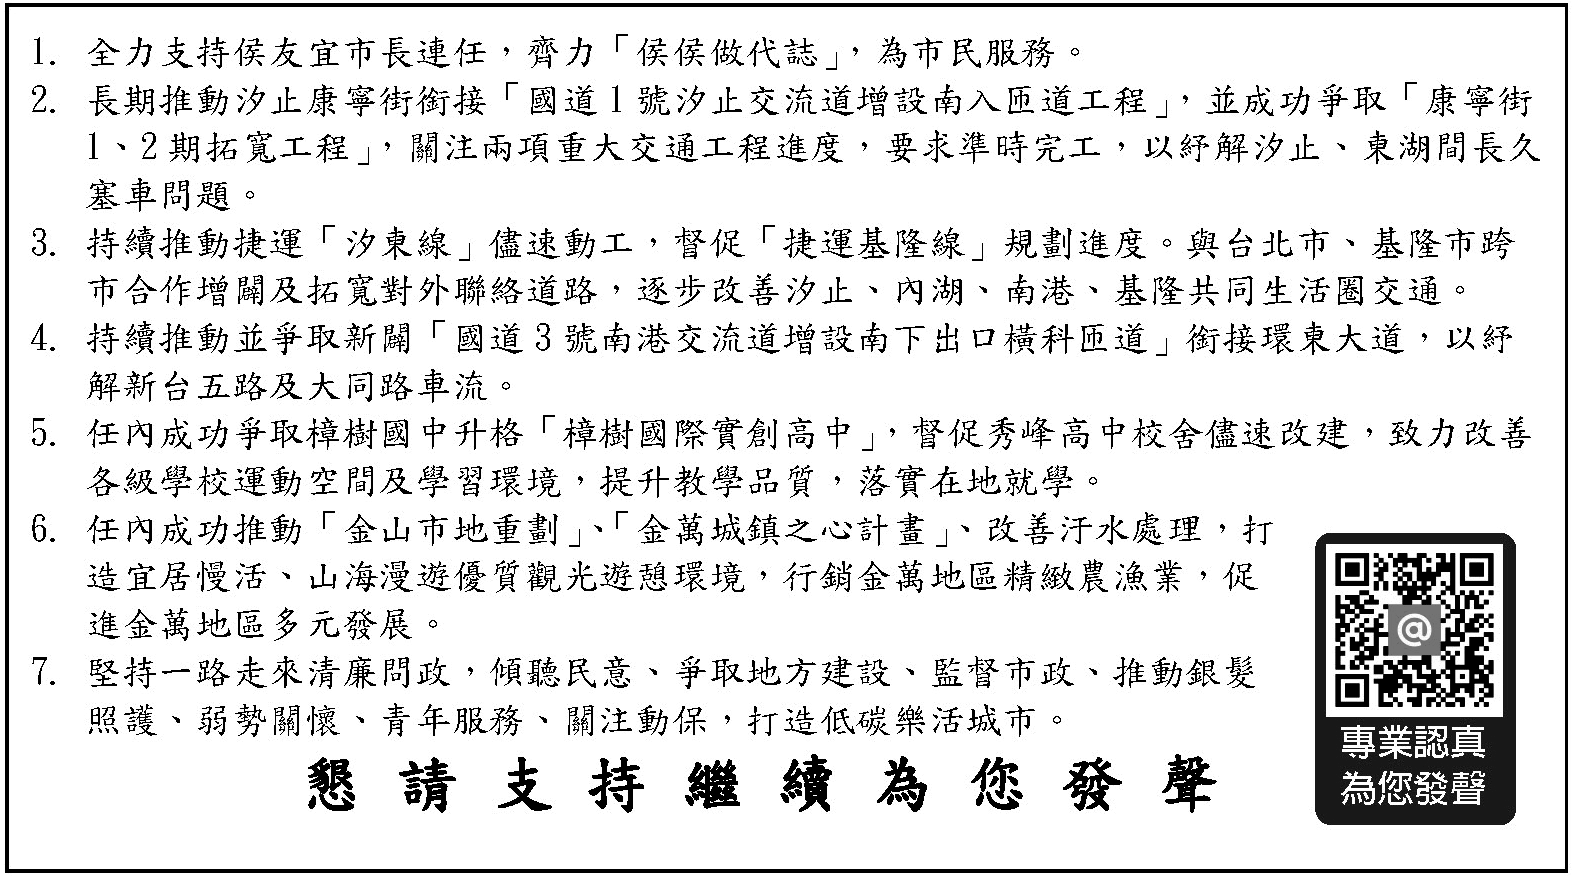 1. 全力支持侯友宜市長連任，齊力「侯侯做代誌」，為市民服務。
2. 長期推動汐止康寧街銜接「國道1號汐止交流道增設南入匝道工程」，並成功爭取「康寧街
1、2期拓寬工程」，關注兩項重大交通工程進度，要求準時完工，以紓解汐止、東湖間長久
塞車問題。
3. 持續推動捷運「汐東線」儘速動工，督促「捷運基隆線」規劃進度。與台北市、基隆市跨
市合作增闢及拓寬對外聯絡道路，逐步改善汐止、內湖、南港、基隆共同生活圈交通。
4. 持續推動並爭取新闢「國道3號南港交流道增設南下出口橫科匝道」銜接環東大道，以紓
解新台五路及大同路車流。
5. 任內成功爭取樟樹國中升格「樟樹國際實創高中」，督促秀峰高中校舍儘速改建，致力改善
各級學校運動空間及學習環境，提升教學品質，落實在地就學。
6. 任內成功推動「金山市地重劃」、「金萬城鎮之心計畫」、改善汙水處理，打
造宜居慢活、山海漫遊優質觀光遊憩環境，行銷金萬地區精緻農漁業，促
進金萬地區多元發展。
7. 堅持一路走來清廉問政，傾聽民意、爭取地方建設、監督市政、推動銀髮
照護、弱勢關懷、青年服務、關注動保，打造低碳樂活城市。
懇請支持繼續為您發聲
@
專業認真
為您發聲